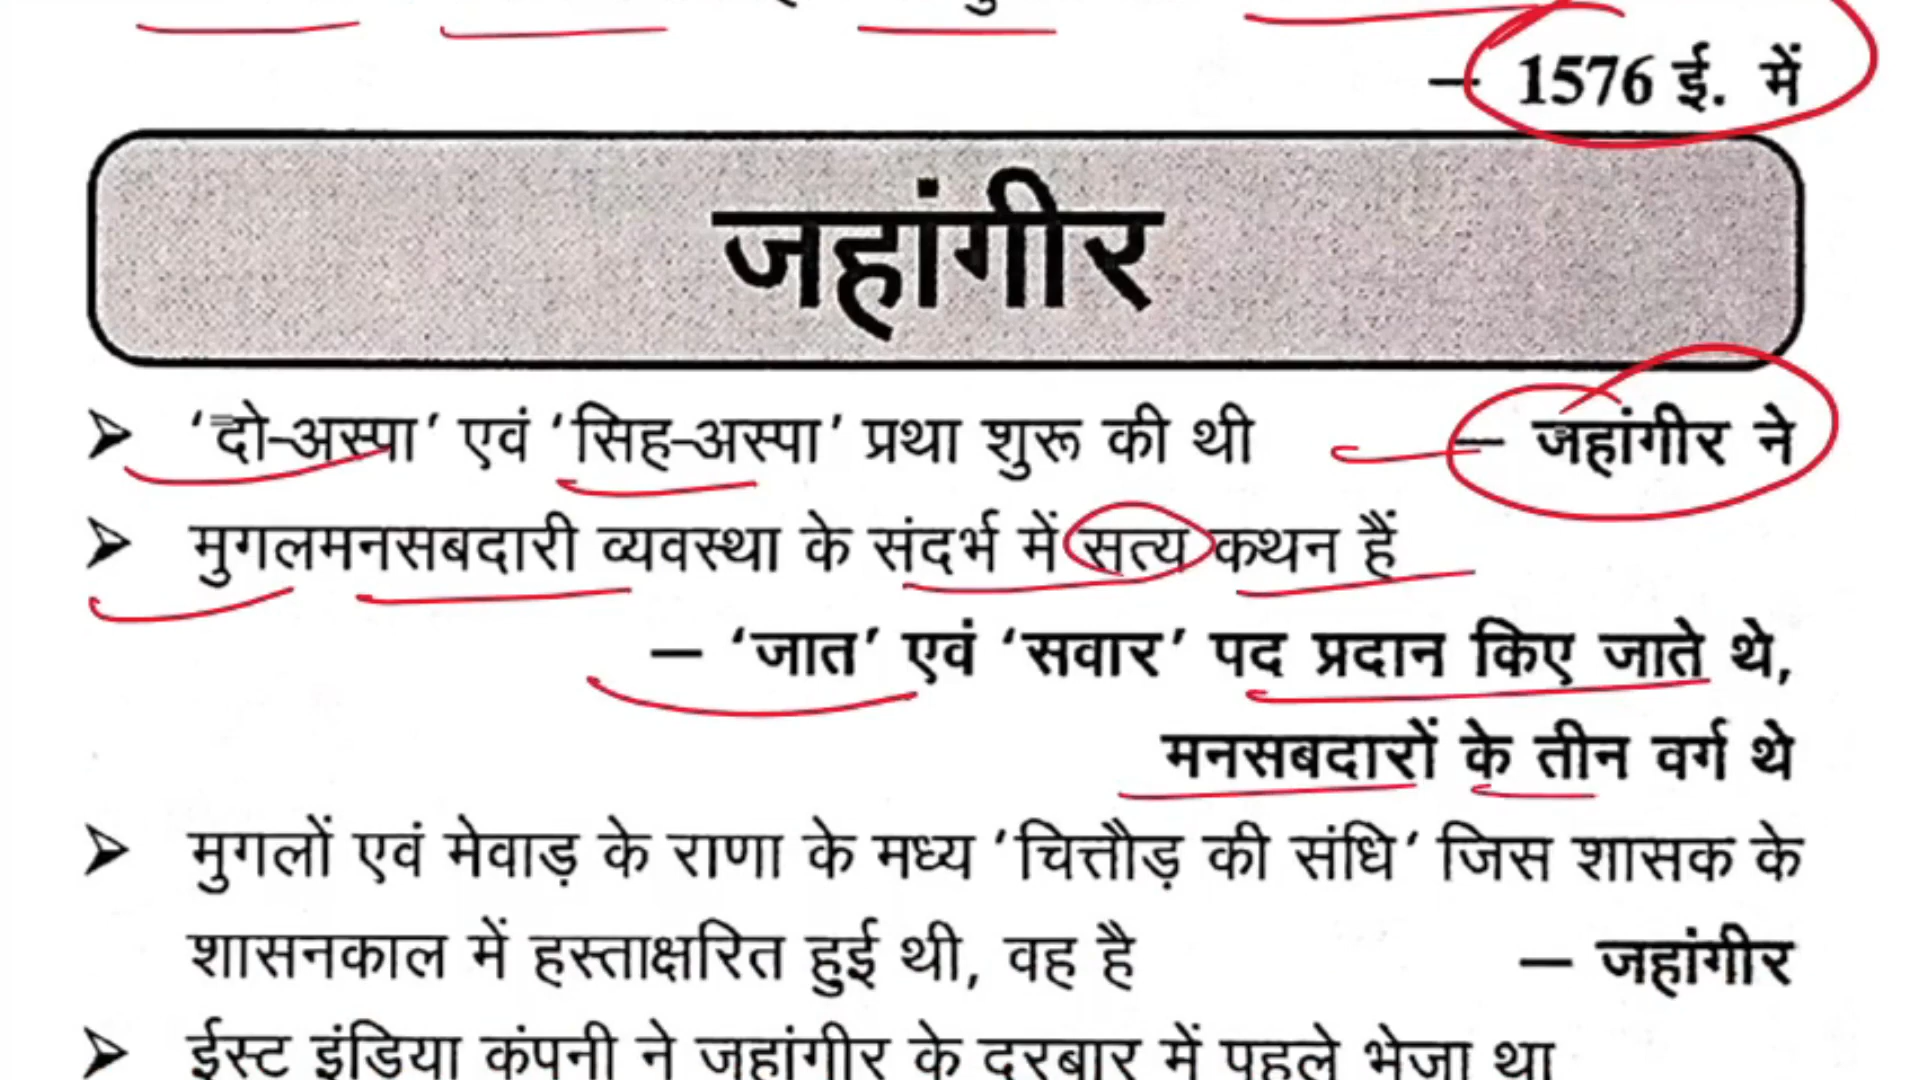 – 1576 ई. में
जहांगीर
➤ ‘दो-अस्पा’ एवं ‘सिह-अस्पा’ प्रथा शुरू की थी – जहांगीर ने
➤ मुगलमनसबदारी व्यवस्था के संदर्भ में सत्य कथन हैं
– ‘जात’ एवं ‘सवार’ पद प्रदान किए जाते थे,
मनसबदारों के तीन वर्ग थे
➤ मुगलों एवं मेवाड़ के राणा के मध्य ‘चित्तौड़ की संधि’ जिस शासक के
शासनकाल में हस्ताक्षरित हुई थी, वह है – जहांगीर
➤ ईस्ट इंडिया कंपनी ने जहांगीर के दरबार में पहले भेजा था